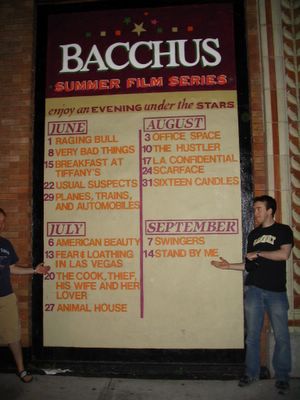 BACCHUS
SUMMER FILM SERIES
enjoy an EVENING under the STARS
JUNE
1 RAGING BULL
8 VERY BAD THINGS
15 BREAKFAST AT
TIFFANY'S
22 USUAL SUSPECTS
29 PLANES, TRAINS,
AND AUTOMOBILES
AUGUST
3 OFFICE SPACE
10 THE HUSTLER
17 LA CONFIDENTIAL
24 SCARFACE
31 SIXTEEN CANDLES
JULY
6 AMERICAN BEAUTY
13 FEAR & LOATHING
IN LAS VEGAS
20 THE COOK, THIEF,
HIS WIFE AND HER
LOVER
27 ANIMAL HOUSE
SEPTEMBER
7 SWINGERS
14 STAND BY ME